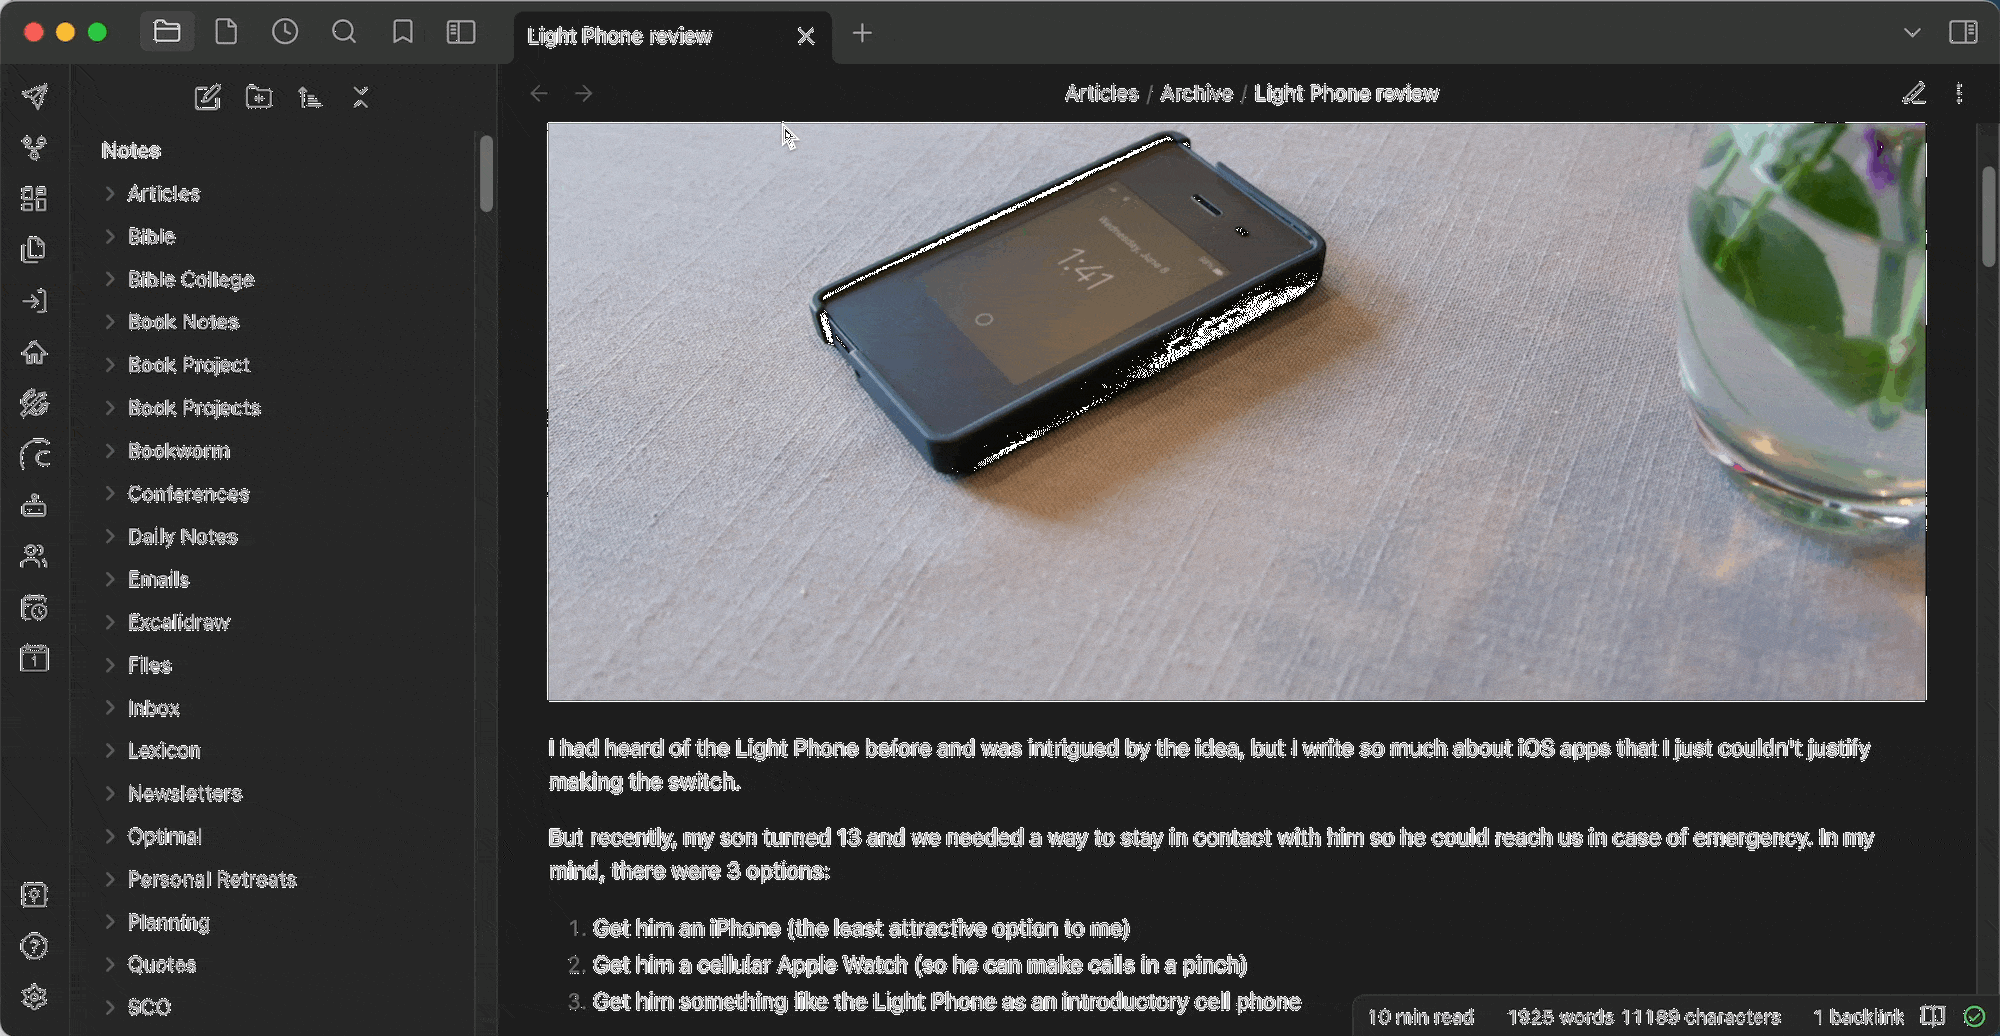 Light Phone review
Articles / Archive / Light Phone review
Notes
Articles
Bible
Bible College
Book Notes
Book Project
Book Projects
Bookworm
Conferences
Daily Notes
Emails
Excalidraw
Files
Inbox
Lexicon
Newsletters
Optimal
Personal Retreats
Planning
Quotes
SCO
1
Wednesday, June 8
1:41
I had heard of the Light Phone before and was intrigued by the idea, but I write so much about iOS apps that I just couldn't justify
making the switch.
But recently, my son turned 13 and we needed a way to stay in contact with him so he could reach us in case of emergency. In my
mind, there were 3 options:
1. Get him an iPhone (the least attractive option to me)
2. Get him a cellular Apple Watch (so he can make calls in a pinch)
3. Get him something like the Light Phone as an introductory cell phone
10 min read 1925 words 11189 characters 1 backlink